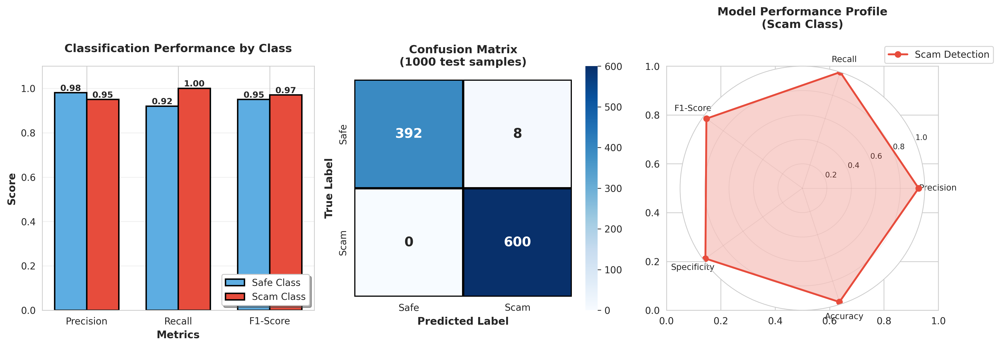 Classification Performance by Class
Score
1.0
0.8
0.6
0.4
0.2
0.0
0.98
0.95
0.92
1.00
0.95
0.97
Safe Class
Scam Class
Precision
Recall
F1-Score
Metrics
Confusion Matrix
(1000 test samples)
True Label
Safe
Scam
392
8
0
600
Safe
Scam
Predicted Label
600
500
400
300
200
100
0
Model Performance Profile
(Scam Class)
Scam Detection
1.0
0.8
0.6
0.4
0.2
0.0
0.0
0.2
0.4
0.6
0.8
1.0
Recall
F1-Score
Specificity
Accuracy
Precision
0.2
0.4
0.6
0.8
1.0